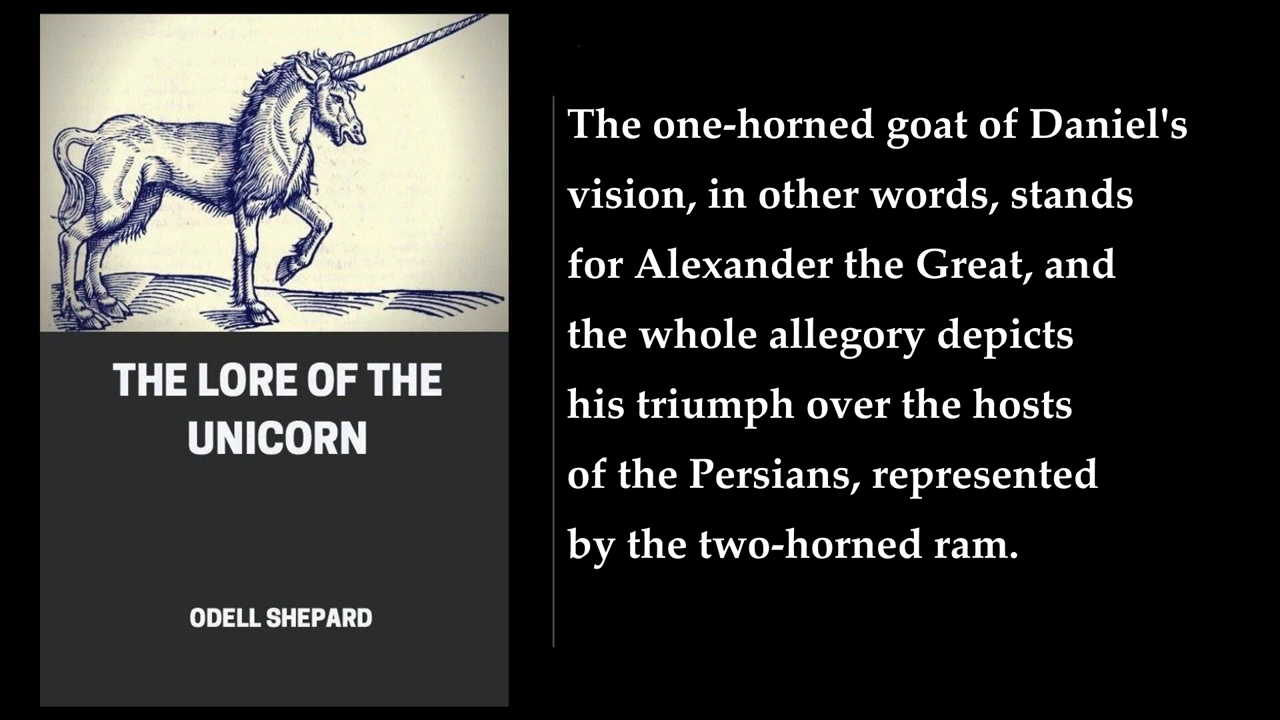 THE LORE OF THE
UNICORN
ODELL SHEPARD
The one-horned goat of Daniel's
vision, in other words, stands
for Alexander the Great, and
the whole allegory depicts
his triumph over the hosts
of the Persians, represented
by the two-horned ram.